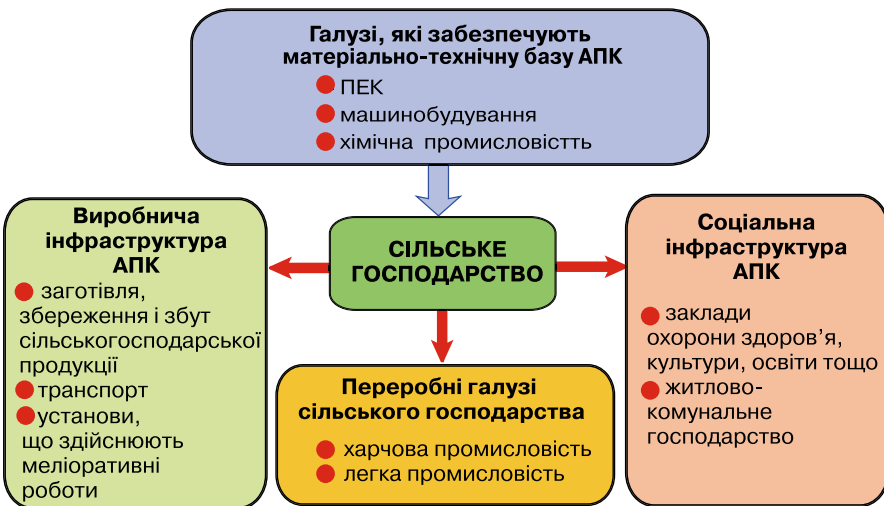 Галузі, які забезпечують
матеріально-технічну базу АПК
ПЕК
машинобудування
хімічна промисловістть
Виробнича
інфраструктура
АПК
заготівля,
збереження і збут
сільськогосподарської
продукції
транспорт
установи,
що здійснюють
меліоративні
роботи
СІЛЬСЬКЕ
ГОСПОДАРСТВО
Переробні галузі
сільського господарства
харчова промисловість
легка промисловість
Соціальна
інфраструктура
АПК
заклади
охорони здоров’я,
культури, освіти тощо
житлово-
комунальне
господарство